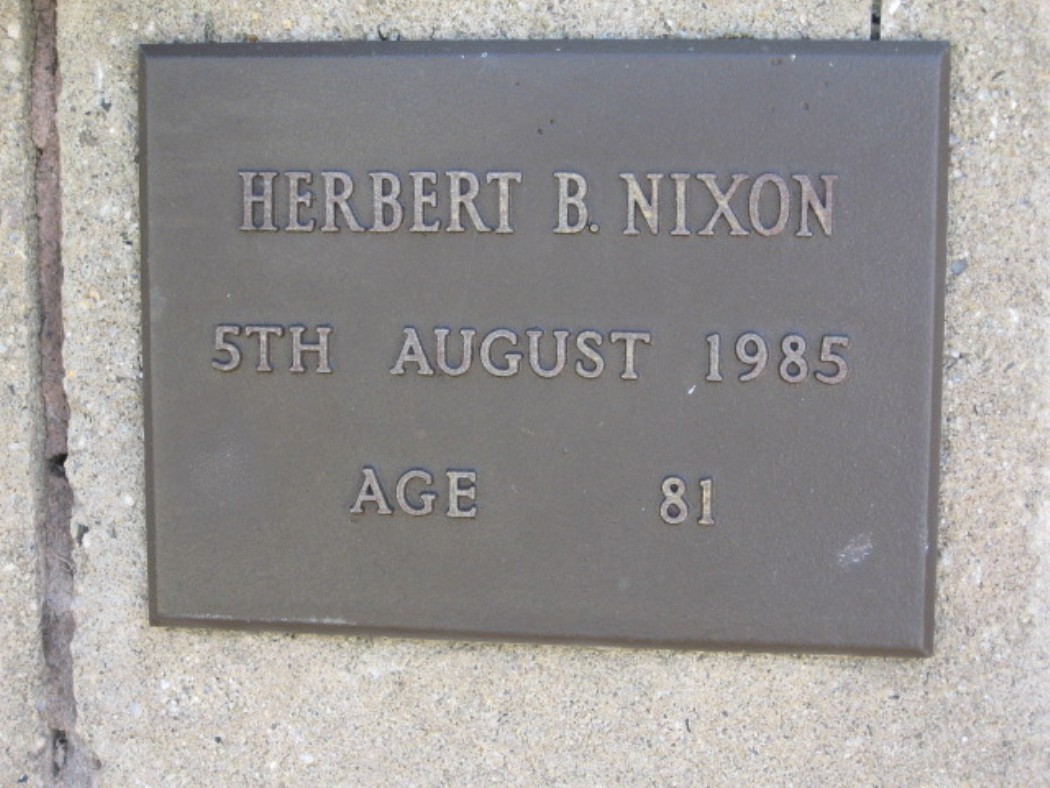 HERBERT B. NIXON
5TH AUGUST 1985
AGE 81